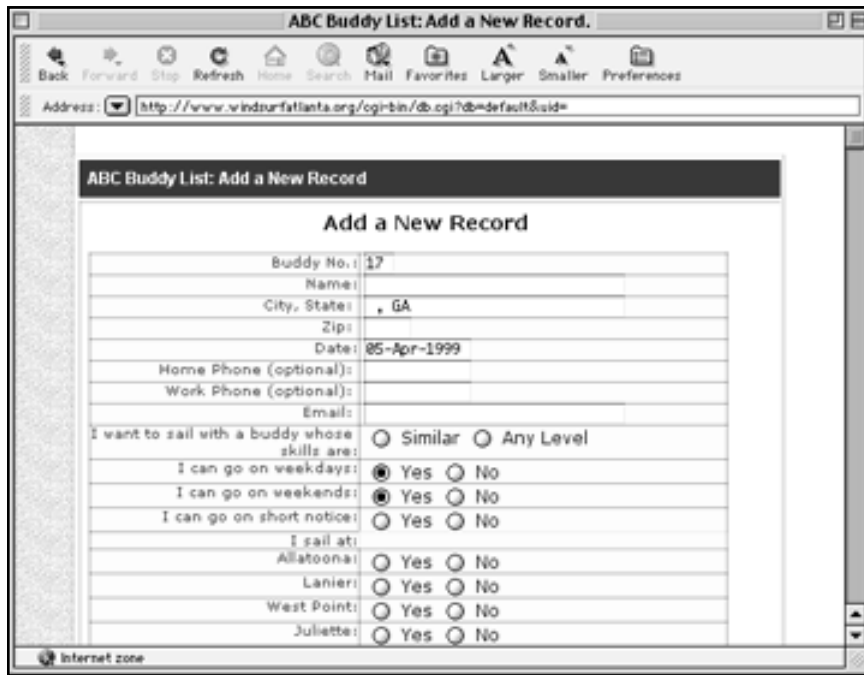 ABC Buddy List: Add a New Record.
Back Forward Stop Refresh Home Search Mail Favorites Larger Smaller Preferences
Address: http://www.windsurfatlanta.org/cgi-bin/db.cgi?db=default&uid=
ABC Buddy List: Add a New Record
Add a New Record
Buddy No.: 17
Name:
City, State: , GA
Zip:
Date: 05-Apr-1999
Home Phone (optional):
Work Phone (optional):
Email:
I want to sail with a buddy whose
skills are: Similar Any Level
I can go on weekdays: Yes No
I can go on weekends: Yes No
I can go on short notice: Yes No
I sail at:
Allatoona: Yes No
Lanier: Yes No
West Point: Yes No
Juliette: Yes No
Internet zone